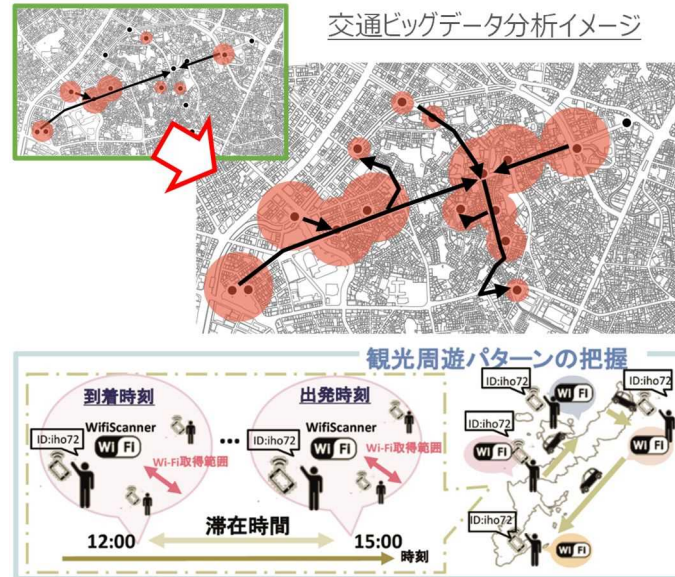 交通ビッグデータ分析イメージ
観光周遊パターンの把握
到着時刻
WifiScanner
Wi Fi
ID:iho72
Wi-Fi取得範囲
...
出発時刻
WifiScanner
Wi Fi
ID:iho72
Wi-Fi取得範囲
12:00
滞在時間
15:00
時刻
ID:iho72
Wi Fi
ID:iho72
Wi Fi
ID:iho72
Wi Fi
ID:iho72
Wi Fi